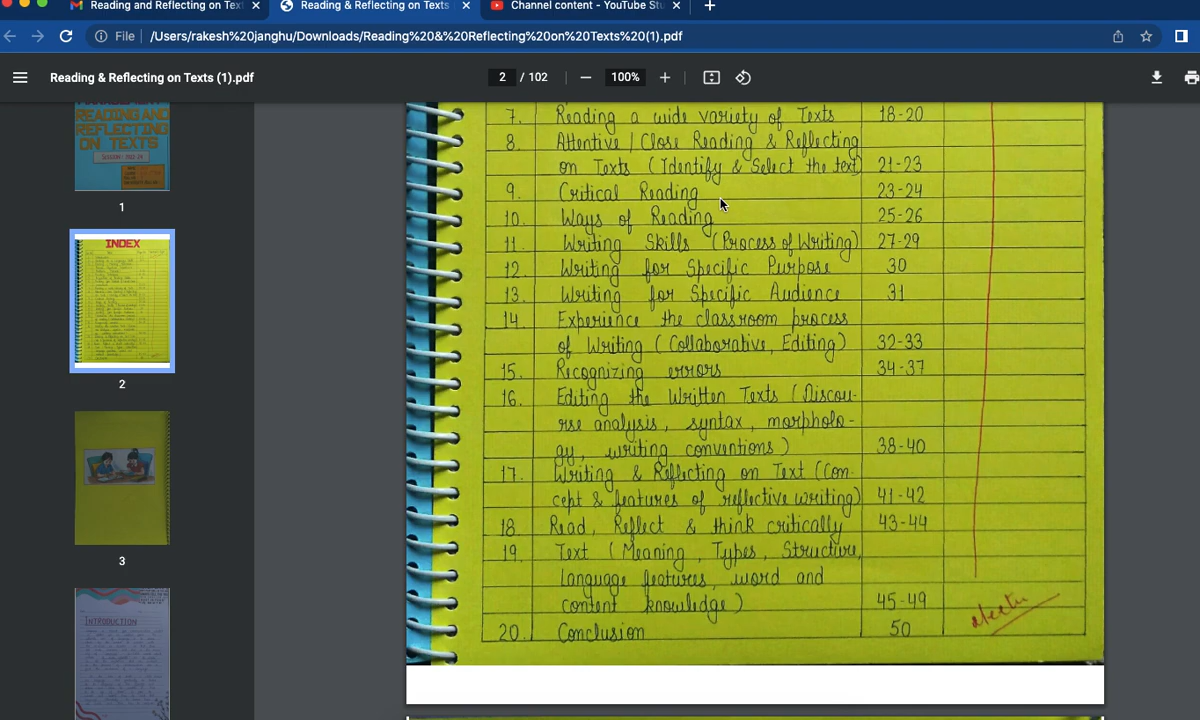 Reading and Reflecting on Tex
Reading & Reflecting on Texts
Channel content - YouTube Stu
File
/Users/rakesh%20janghu/Downloads/Reading%20&%20Reflecting%20on%20Texts%20(1).pdf
Reading & Reflecting on Texts (1).pdf
2 / 102
100%
READING AND
REFLECTING
ON TEXTS
1
INDEX
2
3
INTRODUCTION
7. Reading a wide variety of Texts 18-20
8. Attentive / Close Reading & Reflecting
on Texts (Identify & Select the text) 21-23
9. Critical Reading 23-24
10. Ways of Reading 25-26
11. Writing Skills (Process of Writing) 27-29
12. Writing for Specific Purpose 30
13. Writing for Specific Audience 31
14. Experience the classroom process
of Writing (Collaborative, Editing) 32-33
15. Recognizing errors 34-37
16. Editing the Written Texts (Discou-
rse analysis, syntax, morpholo-
gy, writing conventions) 38-40
17. Writing & Reflecting on Text (Con-
cept & features of reflective writing) 41-42
18. Read, Reflect & think critically 43-44
19. Text (Meaning, Types, Structure,
language features, word and
content knowledge) 45-49
20. Conclusion 50